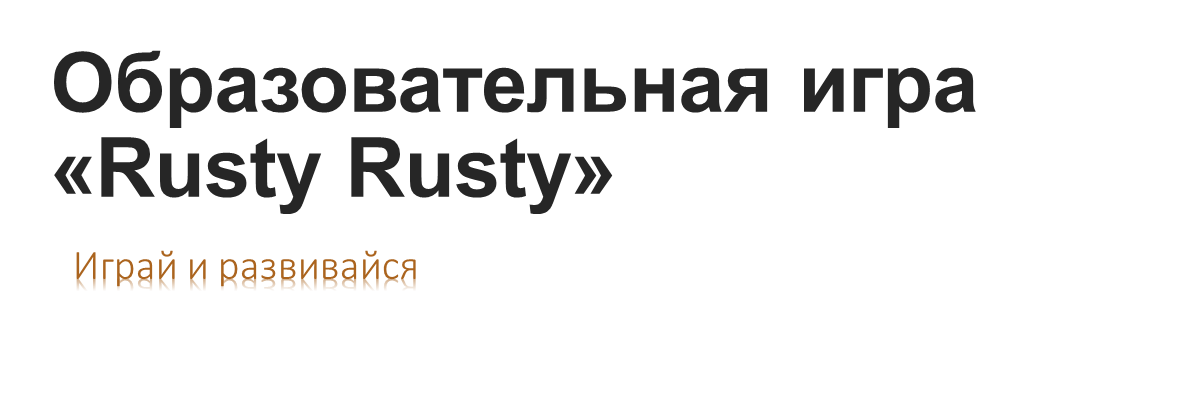 Образовательная игра
«Rusty Rusty»
Играй и развивайся